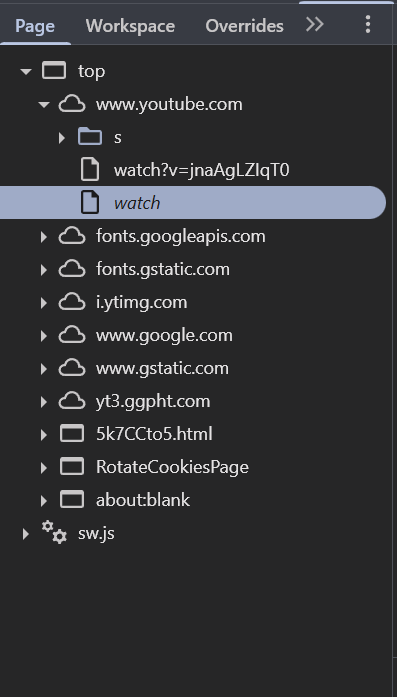 Page Workspace Overrides
top
www.youtube.com
s
watch?v=jnaAgLZIqT0
watch
fonts.googleapis.com
fonts.gstatic.com
i.ytimg.com
www.google.com
www.gstatic.com
yt3.ggpht.com
5k7CCto5.html
RotateCookiesPage
about:blank
sw.js